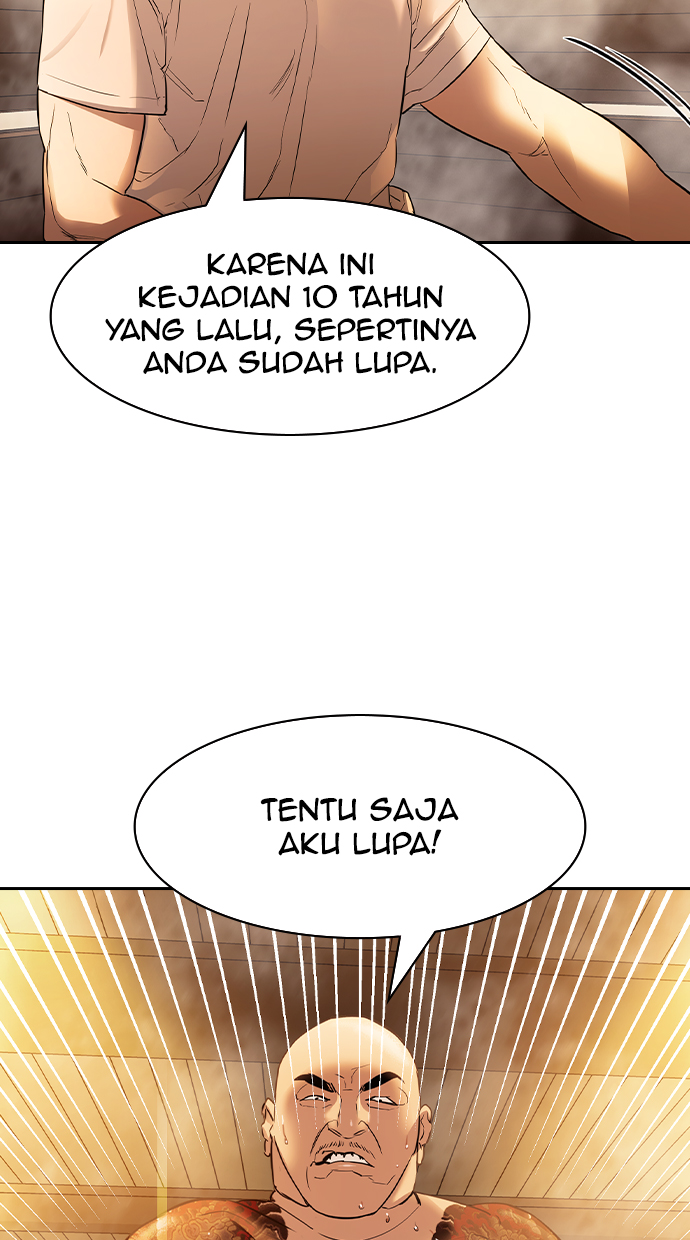 KARENA INI
KEJADIAN 10 TAHUN
YANG LALU, SEPERTINYA
ANDA SUDAH LUPA.
TENTU SAJA
AKU LUPA!